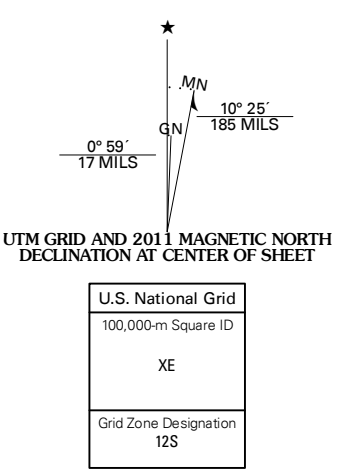 ★
MN
GN
10° 25´
185 MILS
0° 59´
17 MILS
UTM GRID AND 2011 MAGNETIC NORTH
DECLINATION AT CENTER OF SHEET
U.S. National Grid
100,000-m Square ID
XE
Grid Zone Designation
12S